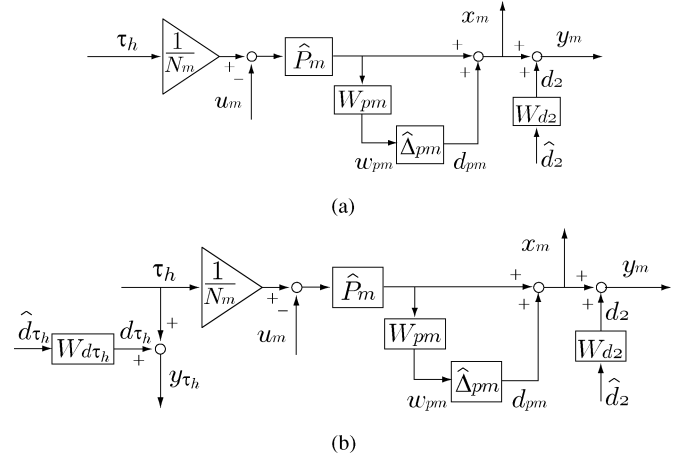 x_m
τ_h 1/N_m + − P̂_m + + + + y_m
u_m W_pm d_2
w_pm Δ̂_pm d_pm W_d2
d̂_2
(a)
x_m
τ_h 1/N_m + − P̂_m + + + + y_m
d̂_τh W_dτh d_τh + + u_m W_pm d_2
y_τh w_pm Δ̂_pm d_pm W_d2
d̂_2
(b)